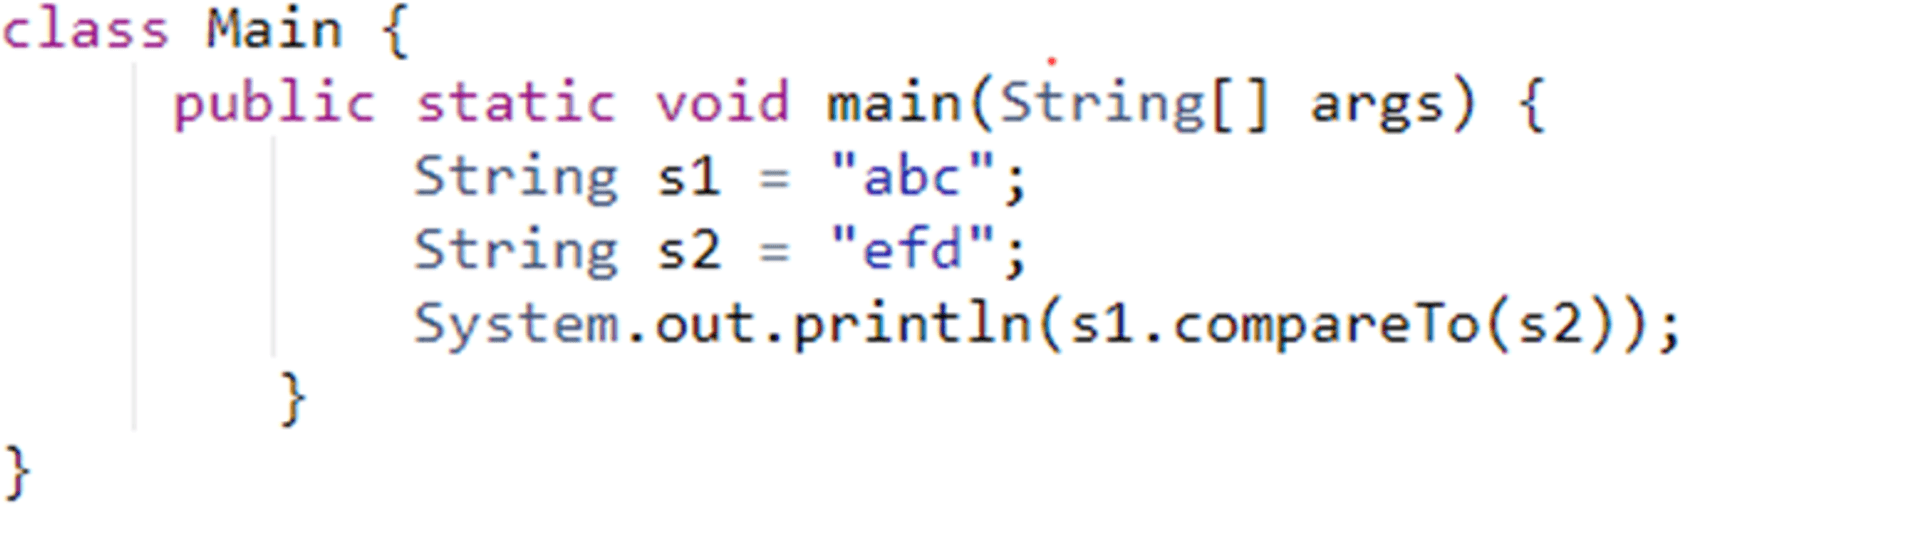 class Main {
public static void main(String[] args) {
String s1 = "abc";
String s2 = "efd";
System.out.println(s1.compareTo(s2));
}
}